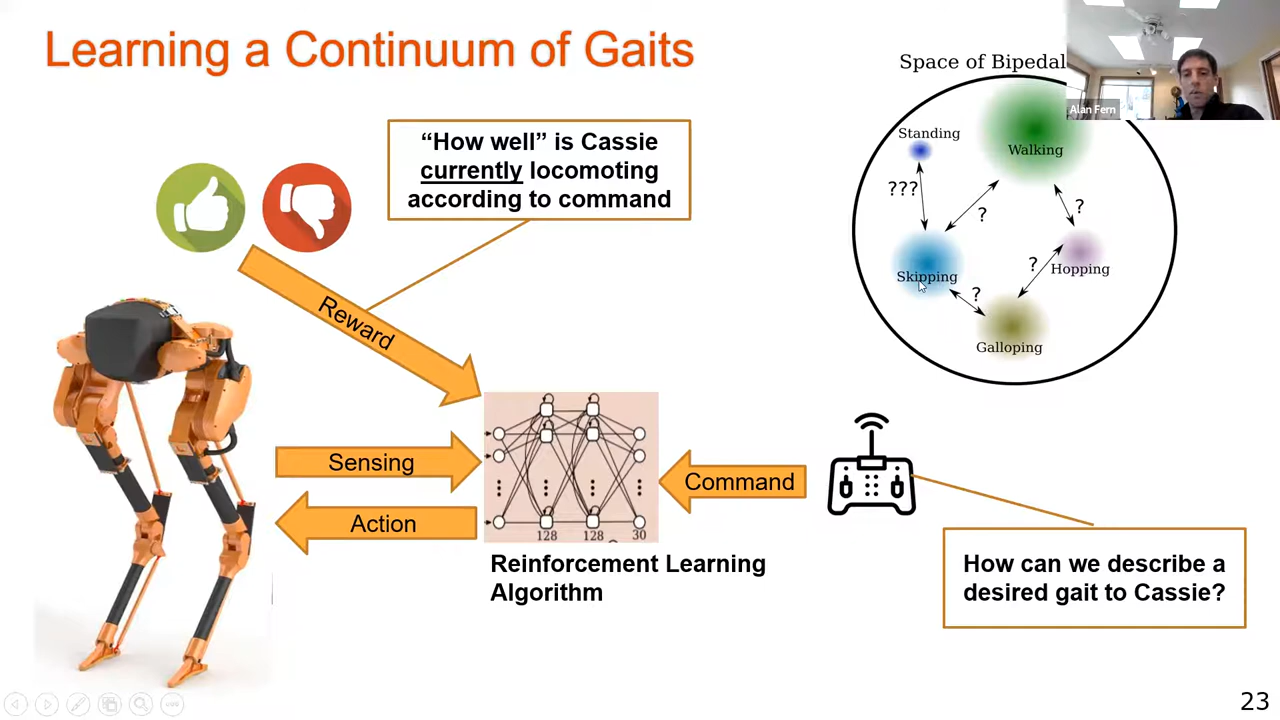 Learning a Continuum of Gaits
Space of Bipedal
Alan Fern
Standing
Walking
???
?
?
Skipping
?
Hopping
?
Galloping
“How well” is Cassie
currently locomoting
according to command
Reward
Sensing
Action
128
128
30
Command
Reinforcement Learning
Algorithm
How can we describe a
desired gait to Cassie?
23